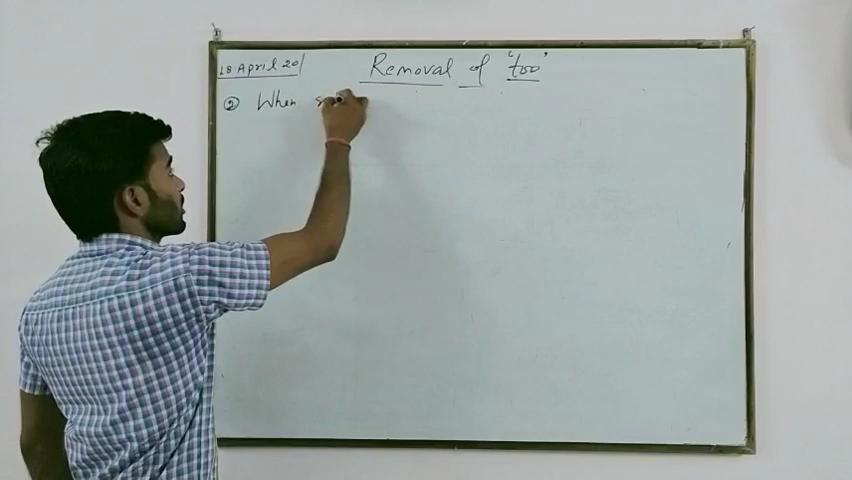 18 April 20
Removal of 'too'
② When